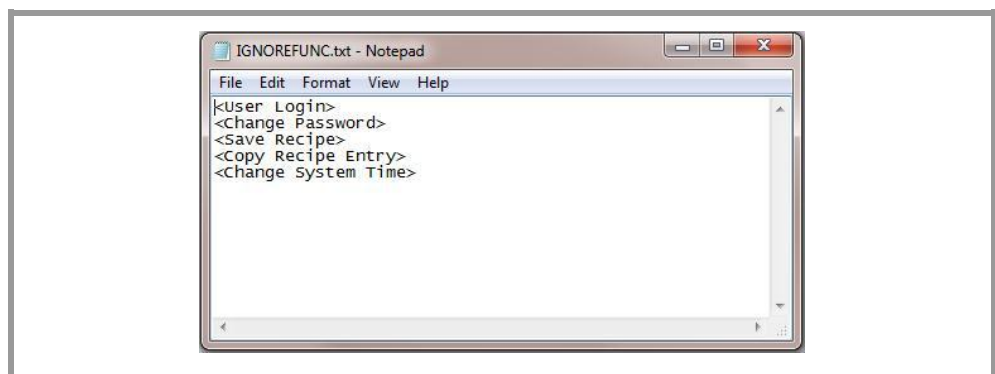 IGNOREFUNC.txt - Notepad
File Edit Format View Help
<User Login>
<Change Password>
<Save Recipe>
<Copy Recipe Entry>
<Change System Time>